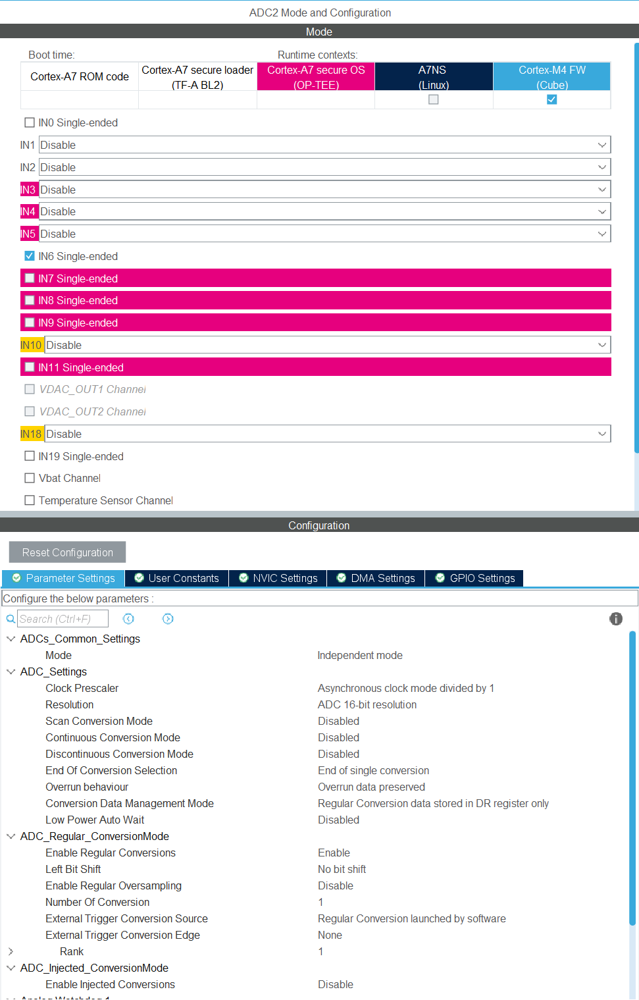 ADC2 Mode and Configuration
Mode
Boot time: Runtime contexts:
Cortex-A7 ROM code Cortex-A7 secure loader (TF-A BL2) Cortex-A7 secure OS (OP-TEE) A7NS (Linux) Cortex-M4 FW (Cube)
IN0 Single-ended
IN1 Disable
IN2 Disable
IN3 Disable
IN4 Disable
IN5 Disable
IN6 Single-ended
IN7 Single-ended
IN8 Single-ended
IN9 Single-ended
IN10 Disable
IN11 Single-ended
VDAC_OUT1 Channel
VDAC_OUT2 Channel
IN18 Disable
IN19 Single-ended
Vbat Channel
Temperature Sensor Channel
Configuration
Reset Configuration
Parameter Settings User Constants NVIC Settings DMA Settings GPIO Settings
Configure the below parameters :
Search (Ctrl+F)
ADCs_Common_Settings
Mode Independent mode
ADC_Settings
Clock Prescaler Asynchronous clock mode divided by 1
Resolution ADC 16-bit resolution
Scan Conversion Mode Disabled
Continuous Conversion Mode Disabled
Discontinuous Conversion Mode Disabled
End Of Conversion Selection End of single conversion
Overrun behaviour Overrun data preserved
Conversion Data Management Mode Regular Conversion data stored in DR register only
Low Power Auto Wait Disabled
ADC_Regular_ConversionMode
Enable Regular Conversions Enable
Left Bit Shift No bit shift
Enable Regular Oversampling Disable
Number Of Conversion 1
External Trigger Conversion Source Regular Conversion launched by software
External Trigger Conversion Edge None
Rank 1
ADC_Injected_ConversionMode
Enable Injected Conversions Disable
Analog Watchdog 1